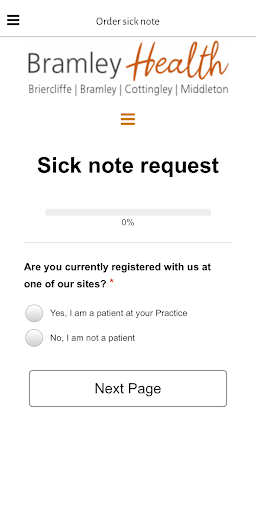 Order sick note
Bramley Health
Briercliffe | Bramley | Cottingley | Middleton
Sick note request
0%
Are you currently registered with us at
one of our sites? *
Yes, I am a patient at your Practice
No, I am not a patient
Next Page